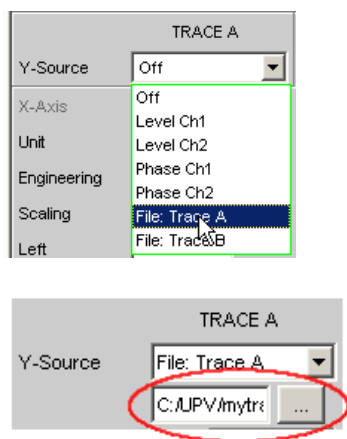 TRACE A
Y-Source Off
X-Axis Off
Level Ch1
Unit Level Ch2
Phase Ch1
Engineering Phase Ch2
Scaling File: Trace A
Left File: Trace B
TRACE A
Y-Source File: Trace A
C:/UPV/mytra ...